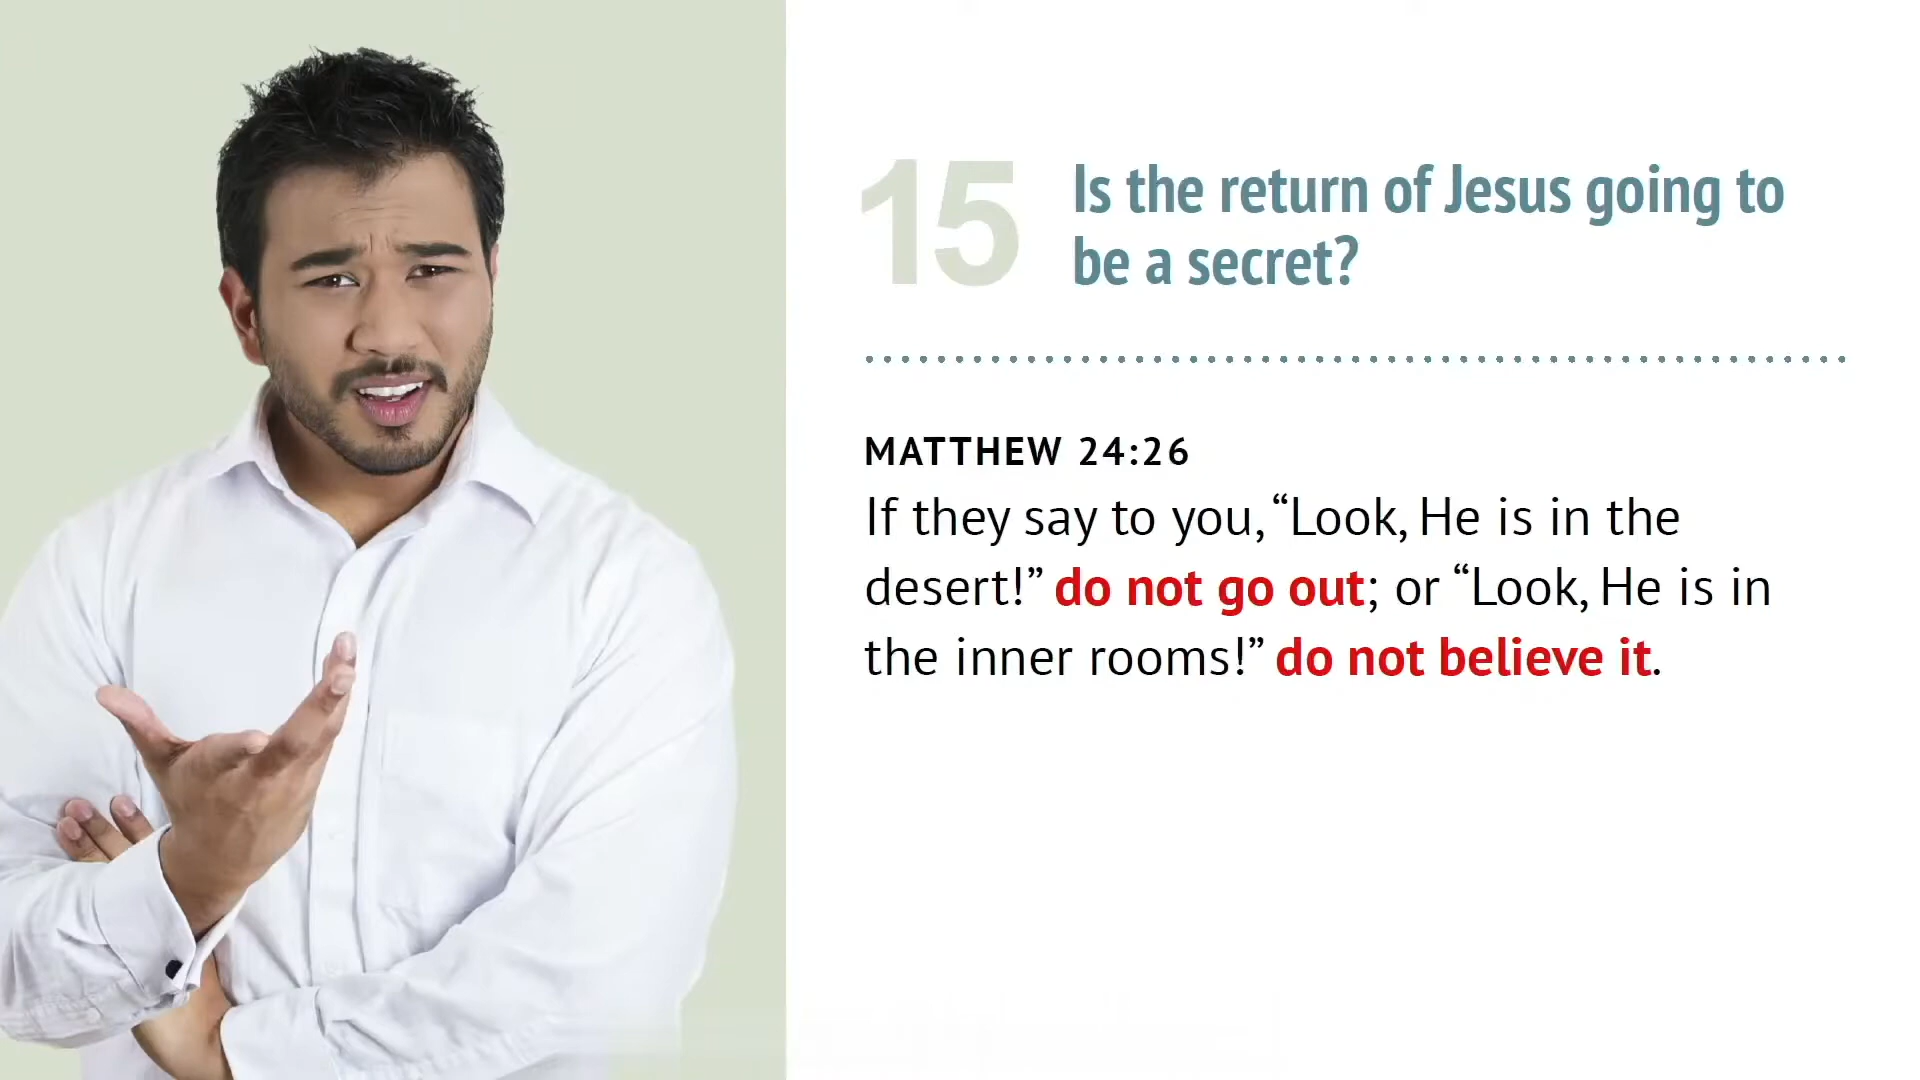 15
Is the return of Jesus going to
be a secret?
MATTHEW 24:26
If they say to you, “Look, He is in the
desert!” do not go out; or “Look, He is in
the inner rooms!” do not believe it.